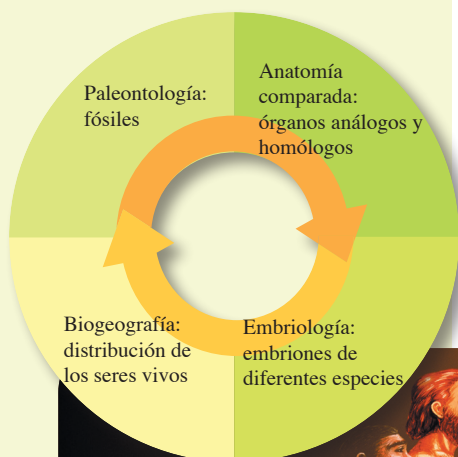 Paleontología:
fósiles
Anatomía
comparada:
órganos análogos y
homólogos
Biogeografía:
distribución de
los seres vivos
Embriología:
embriones de
diferentes especies